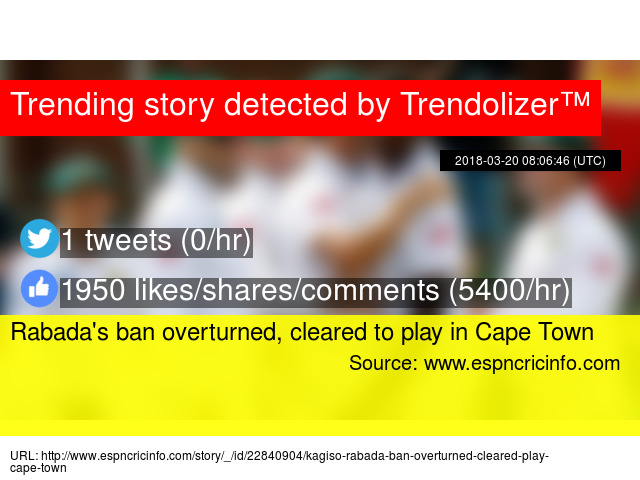 Trending story detected by Trendolizer™
2018-03-20 08:06:46 (UTC)
1 tweets (0/hr)
1950 likes/shares/comments (5400/hr)
Rabada's ban overturned, cleared to play in Cape Town
Source: www.espncricinfo.com
URL: http://www.espncricinfo.com/story/_/id/22840904/kagiso-rabada-ban-overturned-cleared-play-
cape-town